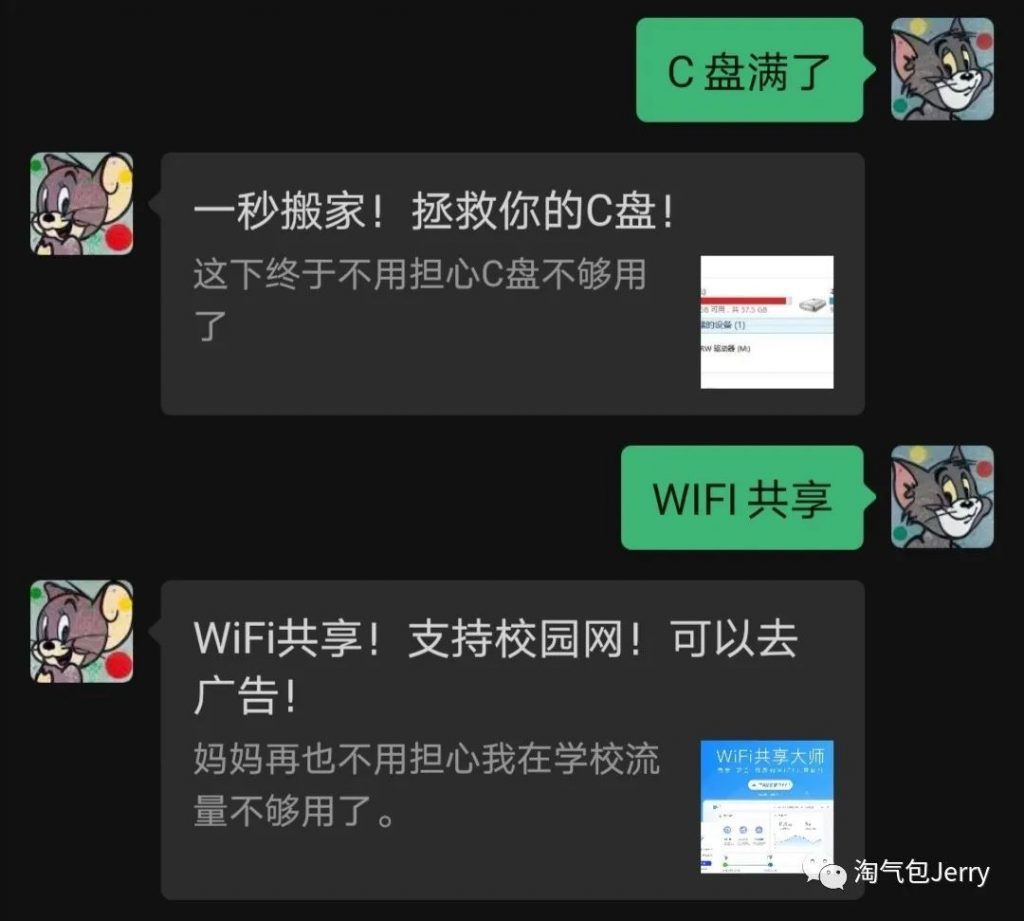 C 盘满了
一秒搬家！拯救你的C盘！
这下终于不用担心C盘不够用
了
GB 可用，共 37.5 GB
的设备 (1)
RW 驱动器 (M:)
WIFI 共享
WiFi共享！支持校园网！可以去
广告！
妈妈再也不用担心我在学校流
量不够用了。
WiFi共享大师
淘气包Jerry